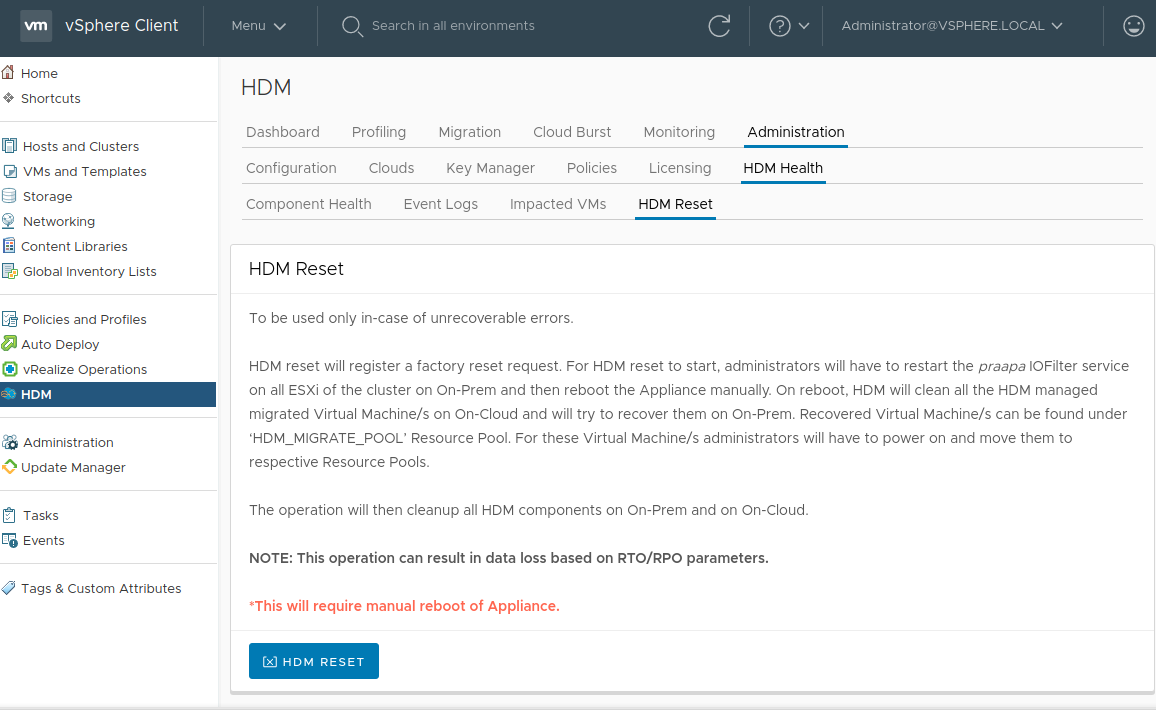 vm vSphere Client Menu Search in all environments Administrator@VSPHERE.LOCAL
Home
Shortcuts
Hosts and Clusters
VMs and Templates
Storage
Networking
Content Libraries
Global Inventory Lists
Policies and Profiles
Auto Deploy
vRealize Operations
HDM
Administration
Update Manager
Tasks
Events
Tags & Custom Attributes
HDM
Dashboard Profiling Migration Cloud Burst Monitoring Administration
Configuration Clouds Key Manager Policies Licensing HDM Health
Component Health Event Logs Impacted VMs HDM Reset
HDM Reset
To be used only in-case of unrecoverable errors.
HDM reset will register a factory reset request. For HDM reset to start, administrators will have to restart the praapa IOFilter service
on all ESXi of the cluster on On-Prem and then reboot the Appliance manually. On reboot, HDM will clean all the HDM managed
migrated Virtual Machine/s on On-Cloud and will try to recover them on On-Prem. Recovered Virtual Machine/s can be found under
‘HDM_MIGRATE_POOL’ Resource Pool. For these Virtual Machine/s administrators will have to power on and move them to
respective Resource Pools.
The operation will then cleanup all HDM components on On-Prem and on On-Cloud.
NOTE: This operation can result in data loss based on RTO/RPO parameters.
*This will require manual reboot of Appliance.
HDM RESET